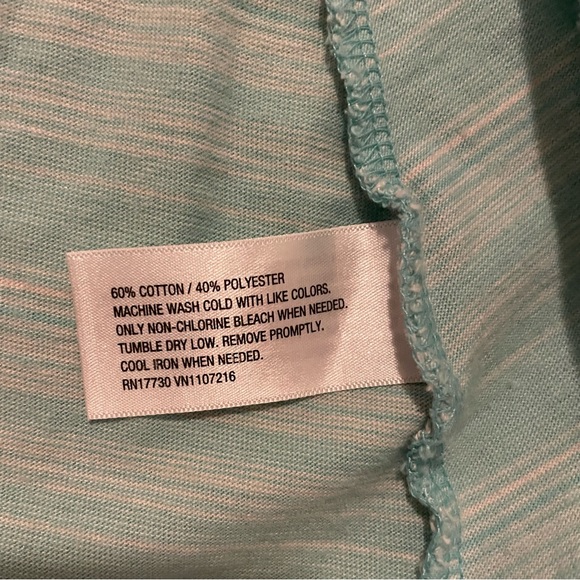 60% COTTON / 40% POLYESTER
MACHINE WASH COLD WITH LIKE COLORS.
ONLY NON-CHLORINE BLEACH WHEN NEEDED.
TUMBLE DRY LOW. REMOVE PROMPTLY.
COOL IRON WHEN NEEDED.
RN17730 VN1107216